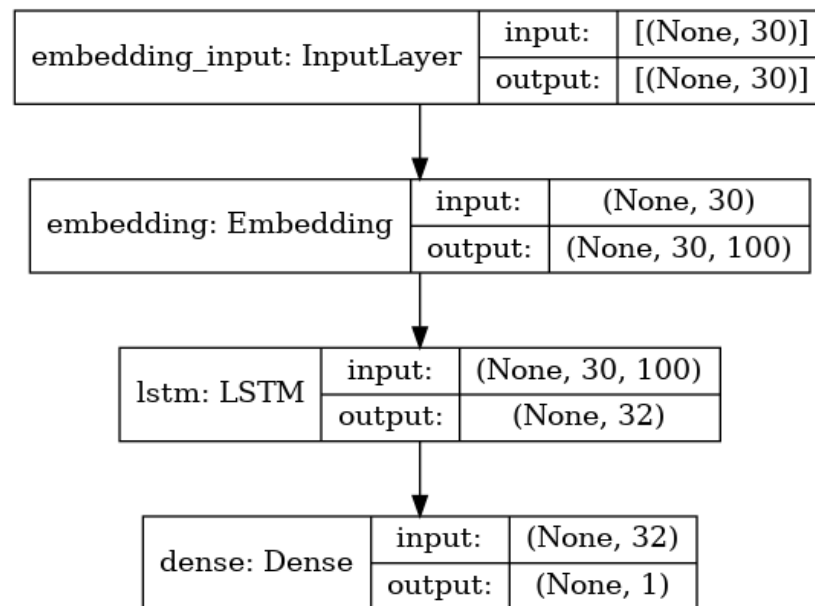 embedding_input: InputLayer
input: [(None, 30)]
output: [(None, 30)]
embedding: Embedding
input: (None, 30)
output: (None, 30, 100)
lstm: LSTM
input: (None, 30, 100)
output: (None, 32)
dense: Dense
input: (None, 32)
output: (None, 1)